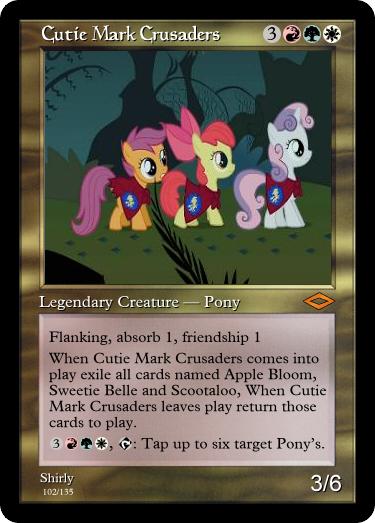 Cutie Mark Crusaders 3
Legendary Creature — Pony
Flanking, absorb 1, friendship 1
When Cutie Mark Crusaders comes into
play exile all cards named Apple Bloom,
Sweetie Belle and Scootaloo, When Cutie
Mark Crusaders leaves play return those
cards to play.
3 , : Tap up to six target Pony's.
Shirly
102/135
3/6